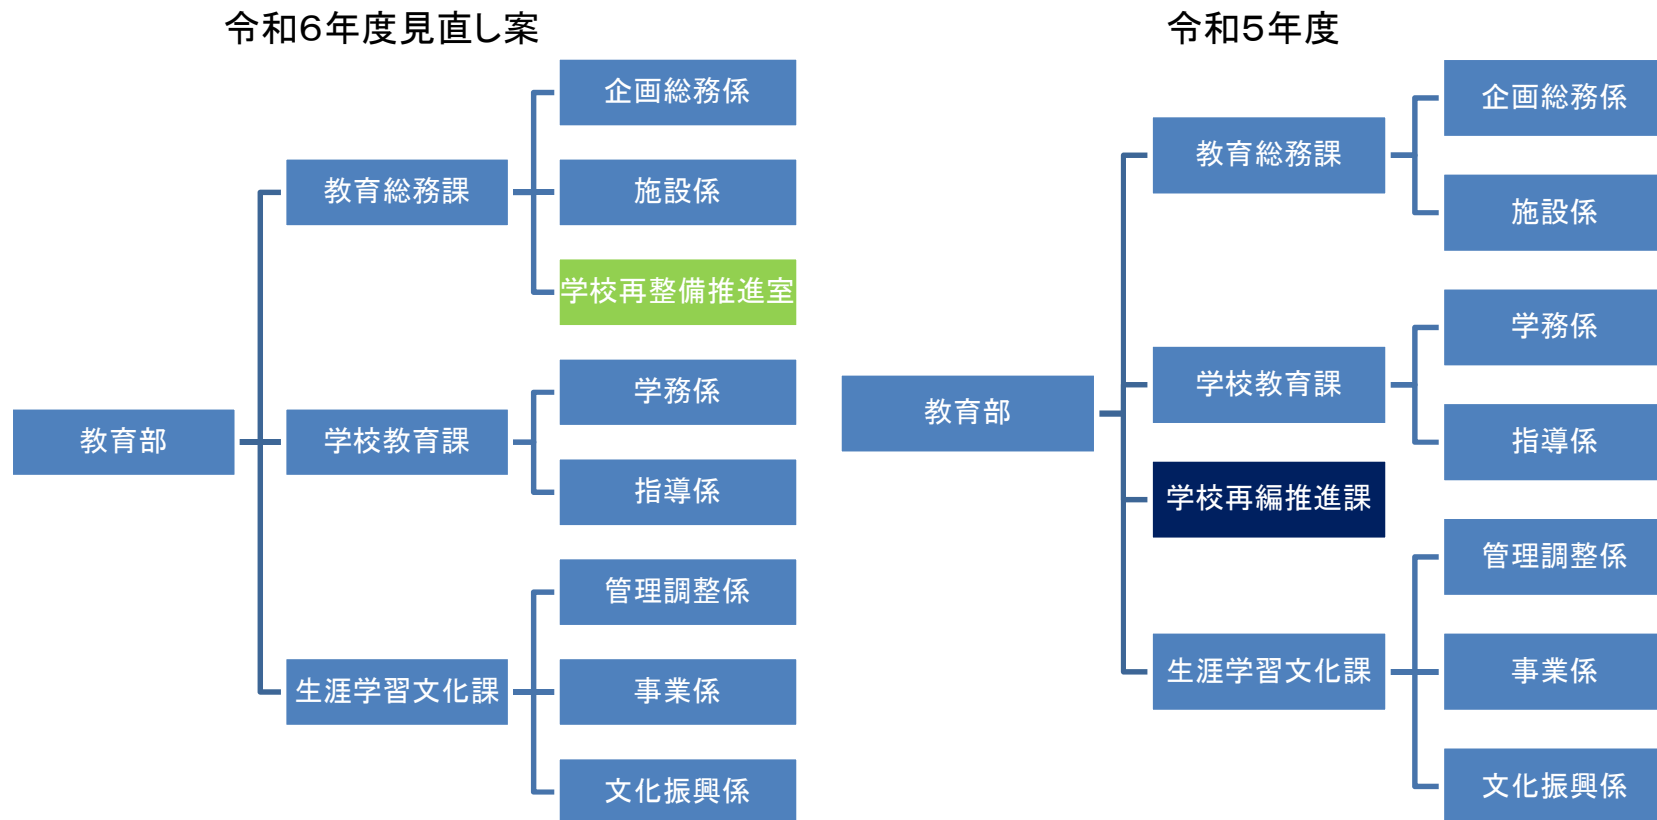 令和6年度見直し案
教育部
教育総務課
企画総務係
施設係
学校再整備推進室
学校教育課
学務係
指導係
生涯学習文化課
管理調整係
事業係
文化振興係
令和5年度
教育部
教育総務課
企画総務係
施設係
学校教育課
学務係
指導係
学校再編推進課
生涯学習文化課
管理調整係
事業係
文化振興係